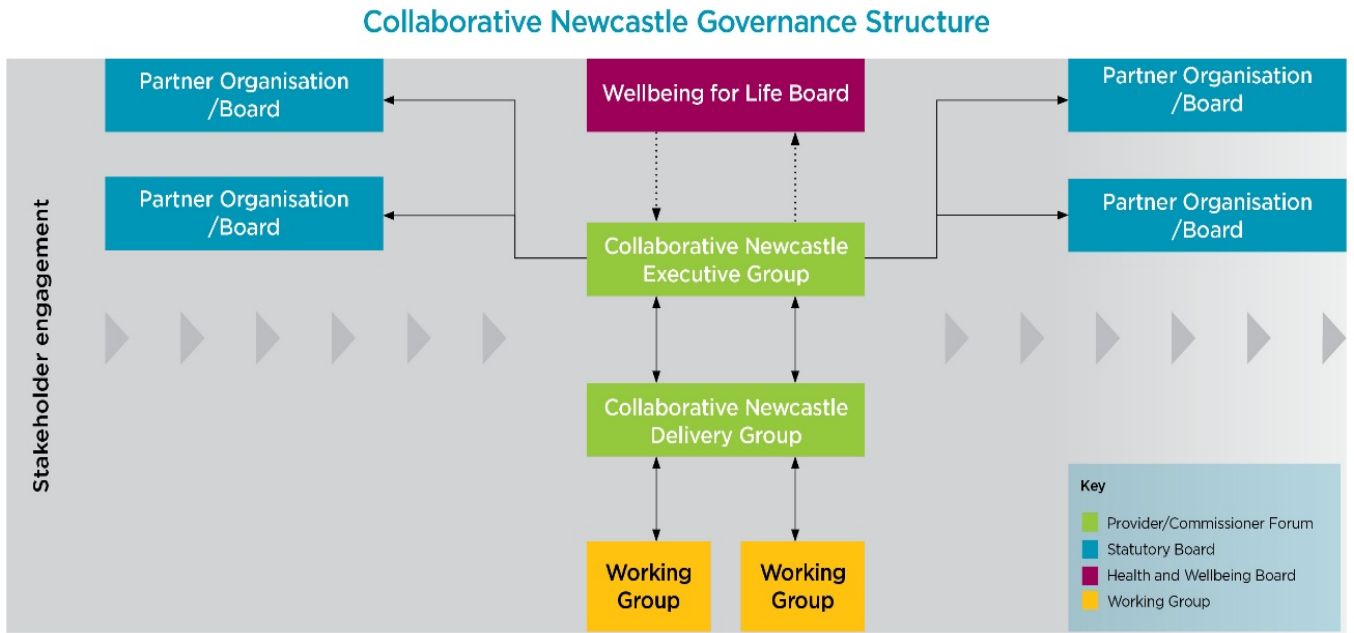 Collaborative Newcastle Governance Structure
Partner Organisation
/Board
Wellbeing for Life Board
Partner Organisation
/Board
Partner Organisation
/Board
Partner Organisation
/Board
Collaborative Newcastle
Executive Group
Stakeholder engagement
Collaborative Newcastle
Delivery Group
Working
Group
Working
Group
Key
Provider/Commissioner Forum
Statutory Board
Health and Wellbeing Board
Working Group